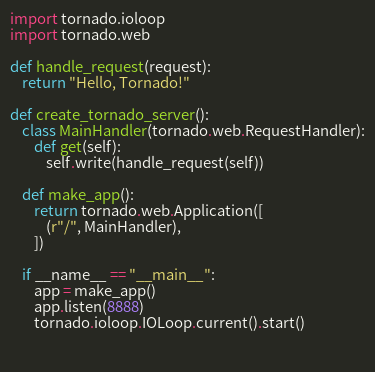 import tornado.ioloop
import tornado.web

def handle_request(request):
    return "Hello, Tornado!"

def create_tornado_server():
    class MainHandler(tornado.web.RequestHandler):
        def get(self):
            self.write(handle_request(self))

    def make_app():
        return tornado.web.Application([
            (r"/", MainHandler),
        ])

    if __name__ == "__main__":
        app = make_app()
        app.listen(8888)
        tornado.ioloop.IOLoop.current().start()